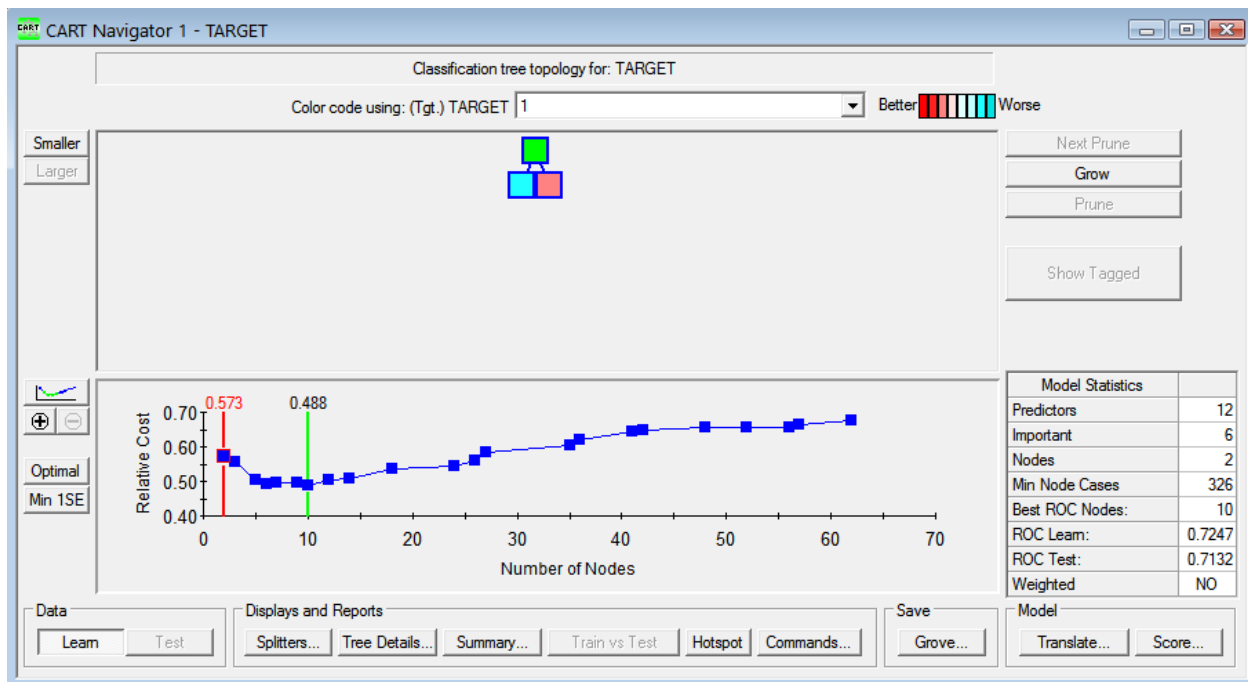 CART
CART Navigator 1 - TARGET
Classification tree topology for: TARGET
Color code using: (Tgt.) TARGET 1 Better Worse
Smaller
Larger
Next Prune
Grow
Prune
Show Tagged
Optimal
Min 1SE
0.573 0.488
Relative Cost
0.70
0.60
0.50
0.40
0 10 20 30 40 50 60 70
Number of Nodes
Model Statistics
Predictors 12
Important 6
Nodes 2
Min Node Cases 326
Best ROC Nodes: 10
ROC Learn: 0.7247
ROC Test: 0.7132
Weighted NO
Data
Learn Test
Displays and Reports
Splitters... Tree Details... Summary... Train vs Test Hotspot Commands...
Save
Grove...
Model
Translate... Score...